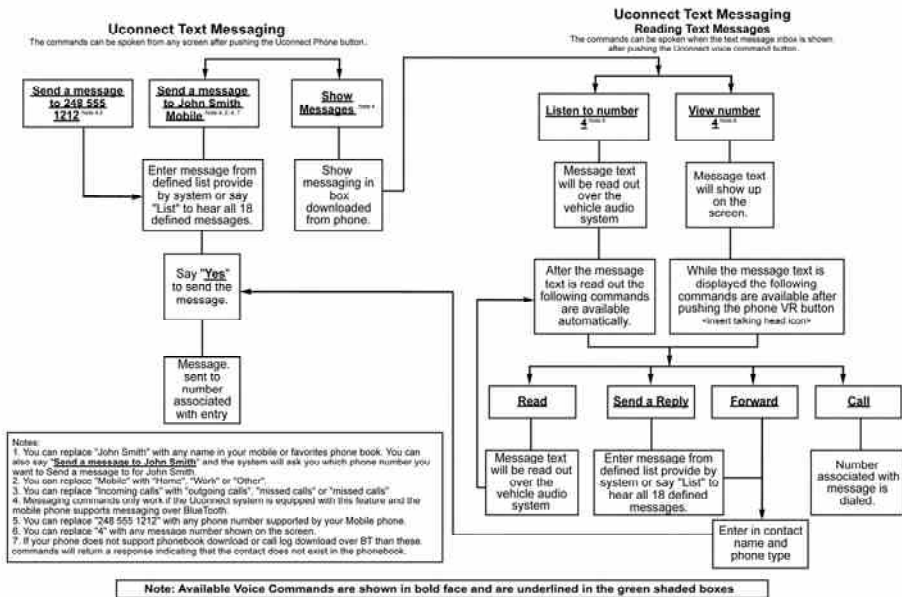 Uconnect Text Messaging
The commands can be spoken from any screen after pushing the Uconnect Phone button..
Uconnect Text Messaging
Reading Text Messages
The commands can be spoken when the text message inbox is shown
after pushing the Uconnect voice command button.
Send a message
to 248 555
1212
Send a message
to John Smith
Mobile
Show
Messages
Listen to number
4
View number
4
Enter message from
defined list provide
by system or say
"List" to hear all 18
defined messages.
Show
messaging in
box
downloaded
from phone.
Message text
will be read out
over the
vehicle audio
system
Message text
will show up
on the
screen.
Say "Yes"
to send the
message.
After the message
text is read out the
following commands
are available
automatically.
While the message text is
displayed the following
commands are available after
pushing the phone VR button
<insert talking head icon>
Message.
sent to
number
associated
with entry
Read
Send a Reply
Forward
Call
Message text
will be read out
over the
vehicle audio
system
Enter message from
defined list provide by
system or say "List" to
hear all 18 defined
messages.
Number
associated with
message is
dialed.
Enter in contact
name and
phone type
Notes:
1. You can replace "John Smith" with any name in your mobile or favorites phone book. You can
also say "Send a message to John Smith" and the system will ask you which phone number you
want to Send a message to for John Smith.
2. You can replace "Mobile" with "Home", "Work" or "Other".
3. You can replace "Incoming calls" with "outgoing calls", "missed calls" or "missed calls"
4. Messaging commands only work if the Uconnect system is equipped with this feature and the
mobile phone supports messaging over BlueTooth.
5. You can replace "248 555 1212" with any phone number supported by your Mobile phone.
6. You can replace "4" with any message number shown on the screen.
7. If your phone does not support phonebook download or call log download over BT than these
commands will return a response indicating that the contact does not exist in the phonebook.
Note: Available Voice Commands are shown in bold face and are underlined in the green shaded boxes